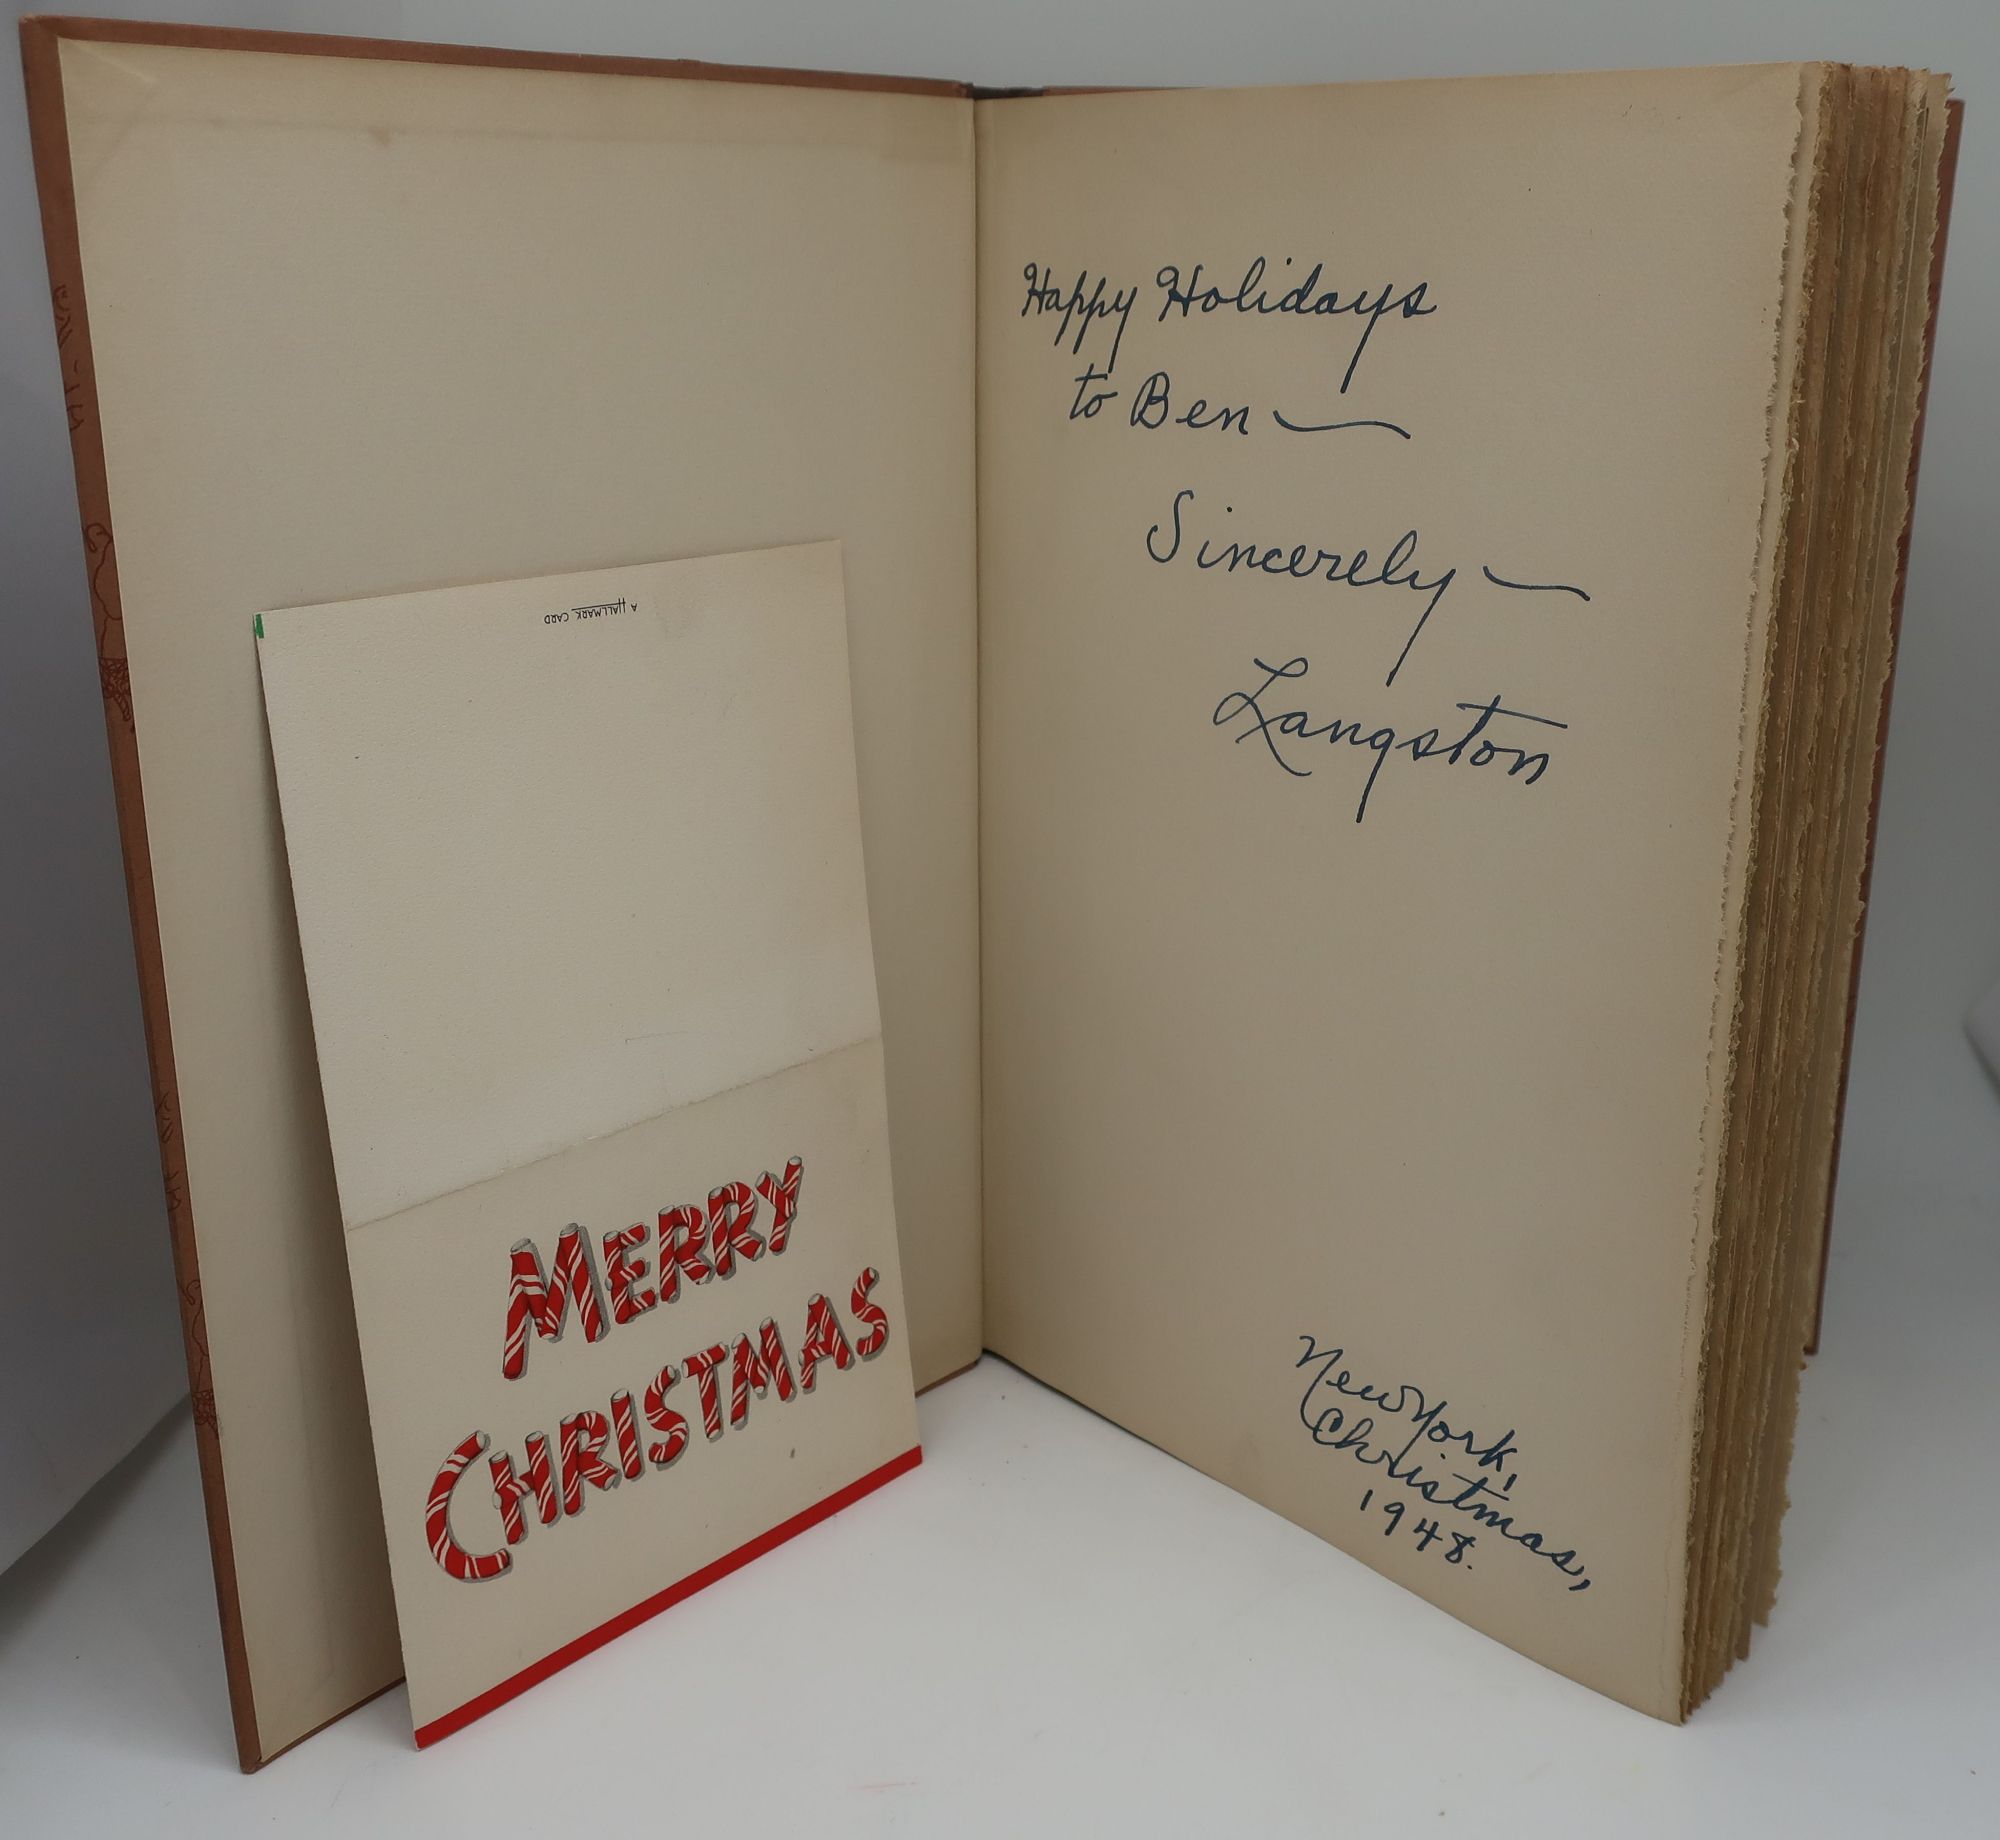 A HALLMARK CARD
MERRY
CHRISTMAS
Happy Holidays
to Ben —
Sincerely —
Langston
New York,
Christmas,
1948.